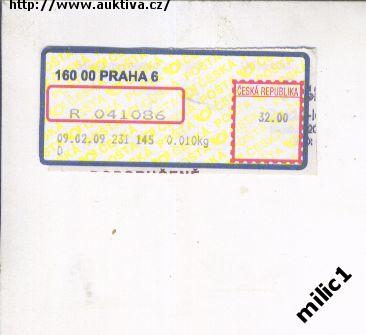 http://www.auktiva.cz/
160 00 PRAHA 6
R 041086
ČESKÁ REPUBLIKA
32.00
09.02.09 231 145 0.010kg
D
milic1